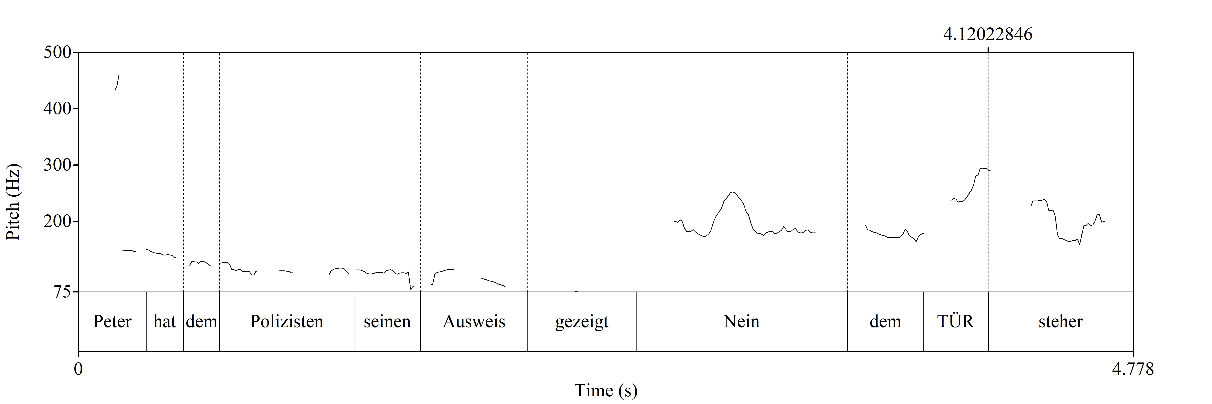 4.12022846
500
400
300
200
75
Pitch (Hz)
Peter hat dem Polizisten seinen Ausweis gezeigt Nein dem TÜR steher
0 4.778
Time (s)